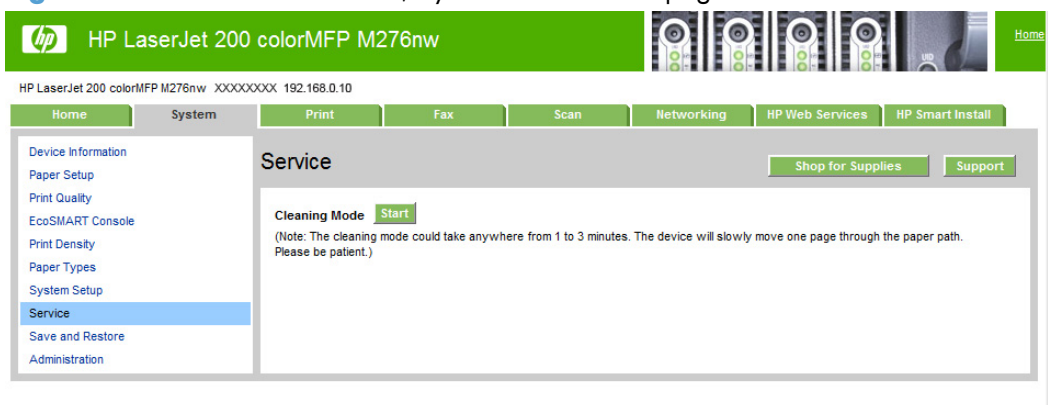 hp HP LaserJet 200 colorMFP M276nw
UID
Home
HP LaserJet 200 colorMFP M276nw XXXXXXXX 192.168.0.10
Home System Print Fax Scan Networking HP Web Services HP Smart Install
Device Information
Paper Setup
Print Quality
EcoSMART Console
Print Density
Paper Types
System Setup
Service
Save and Restore
Administration
Service
Shop for Supplies Support
Cleaning Mode Start
(Note: The cleaning mode could take anywhere from 1 to 3 minutes. The device will slowly move one page through the paper path.
Please be patient.)